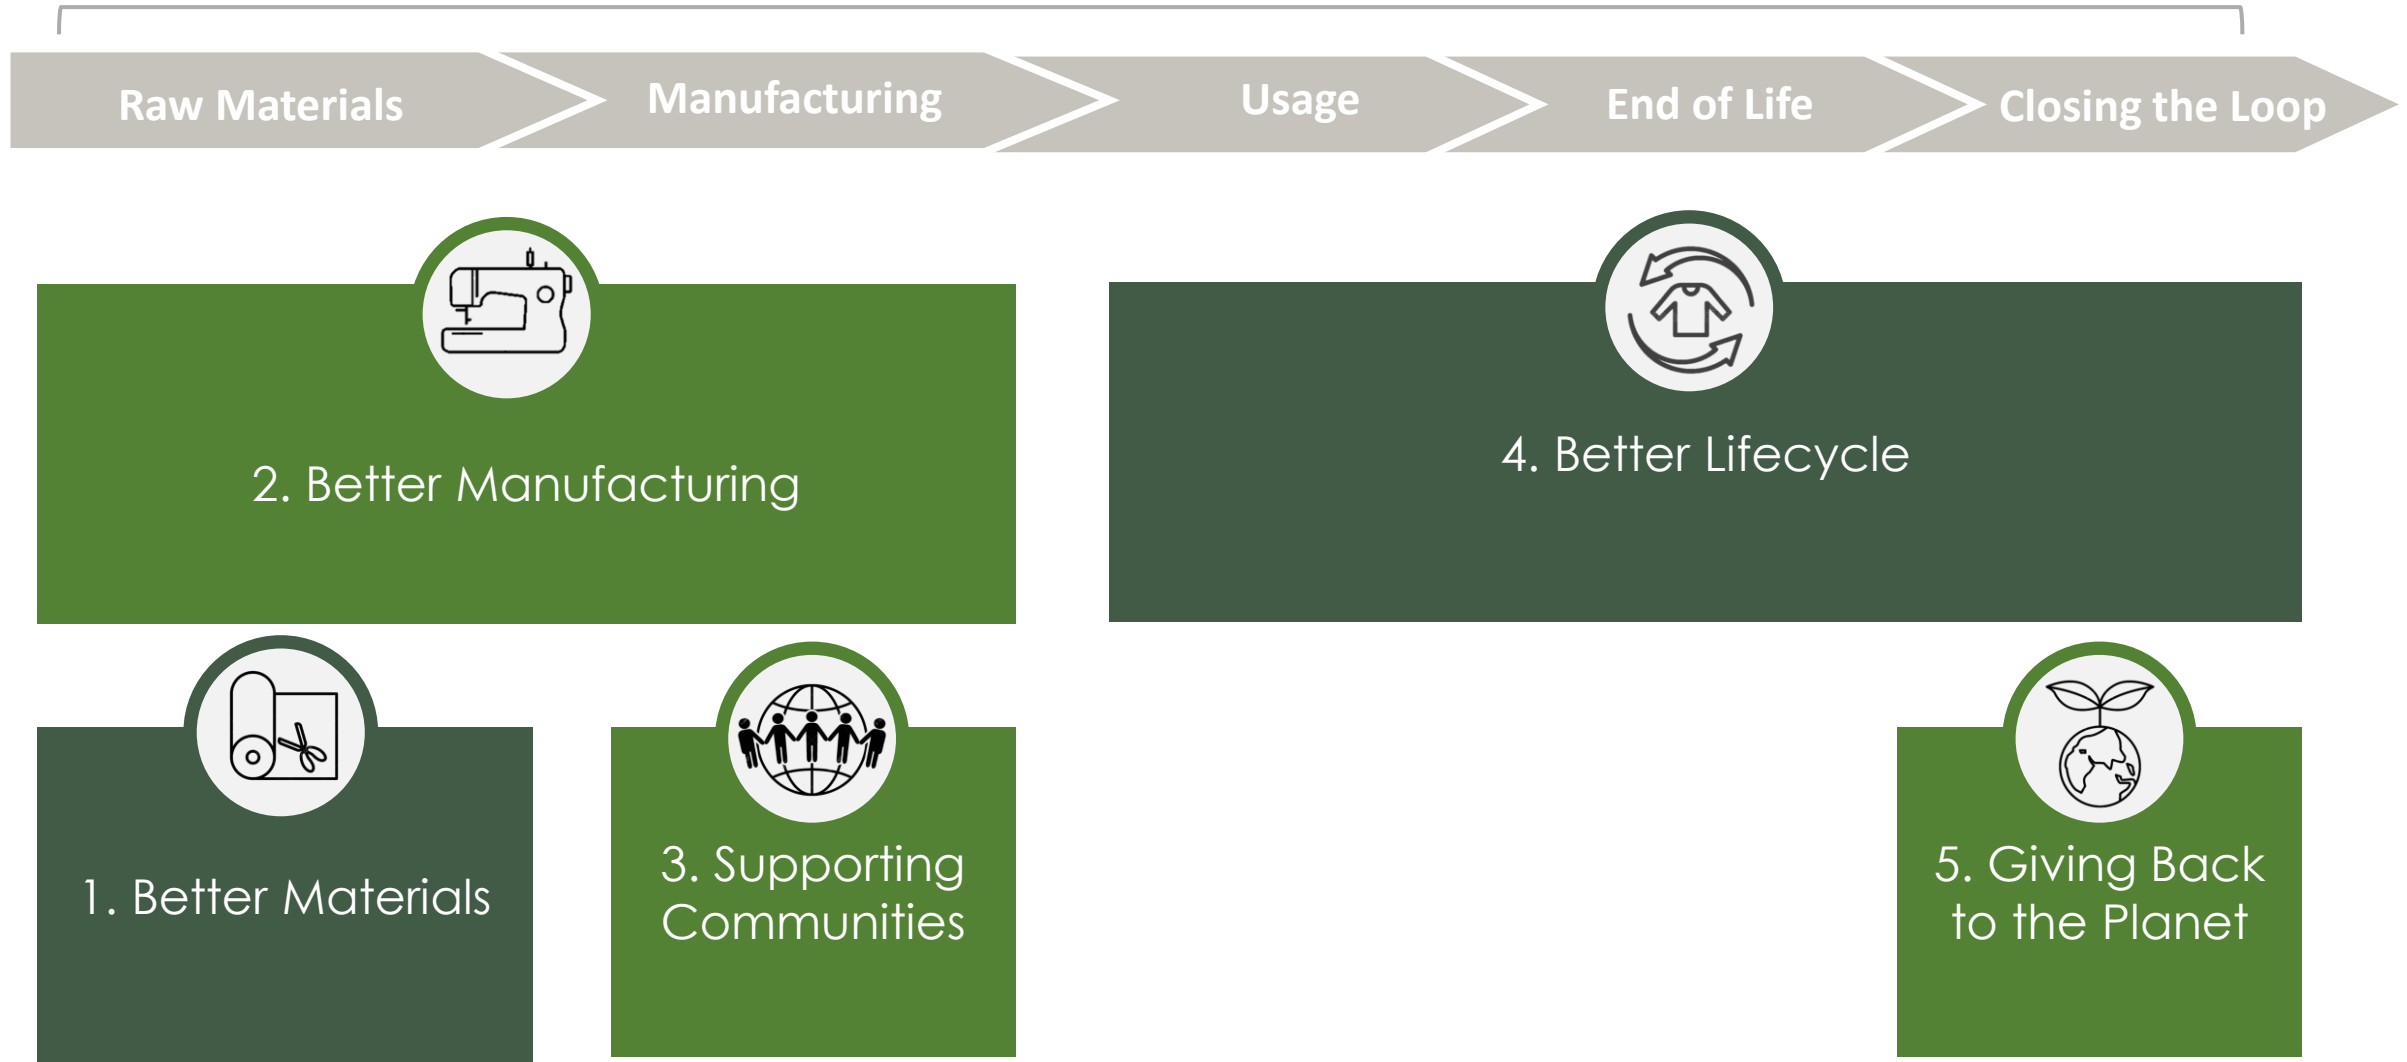 Raw Materials
Manufacturing
Usage
End of Life
Closing the Loop
2. Better Manufacturing
4. Better Lifecycle
1. Better Materials
3. Supporting
Communities
5. Giving Back
to the Planet